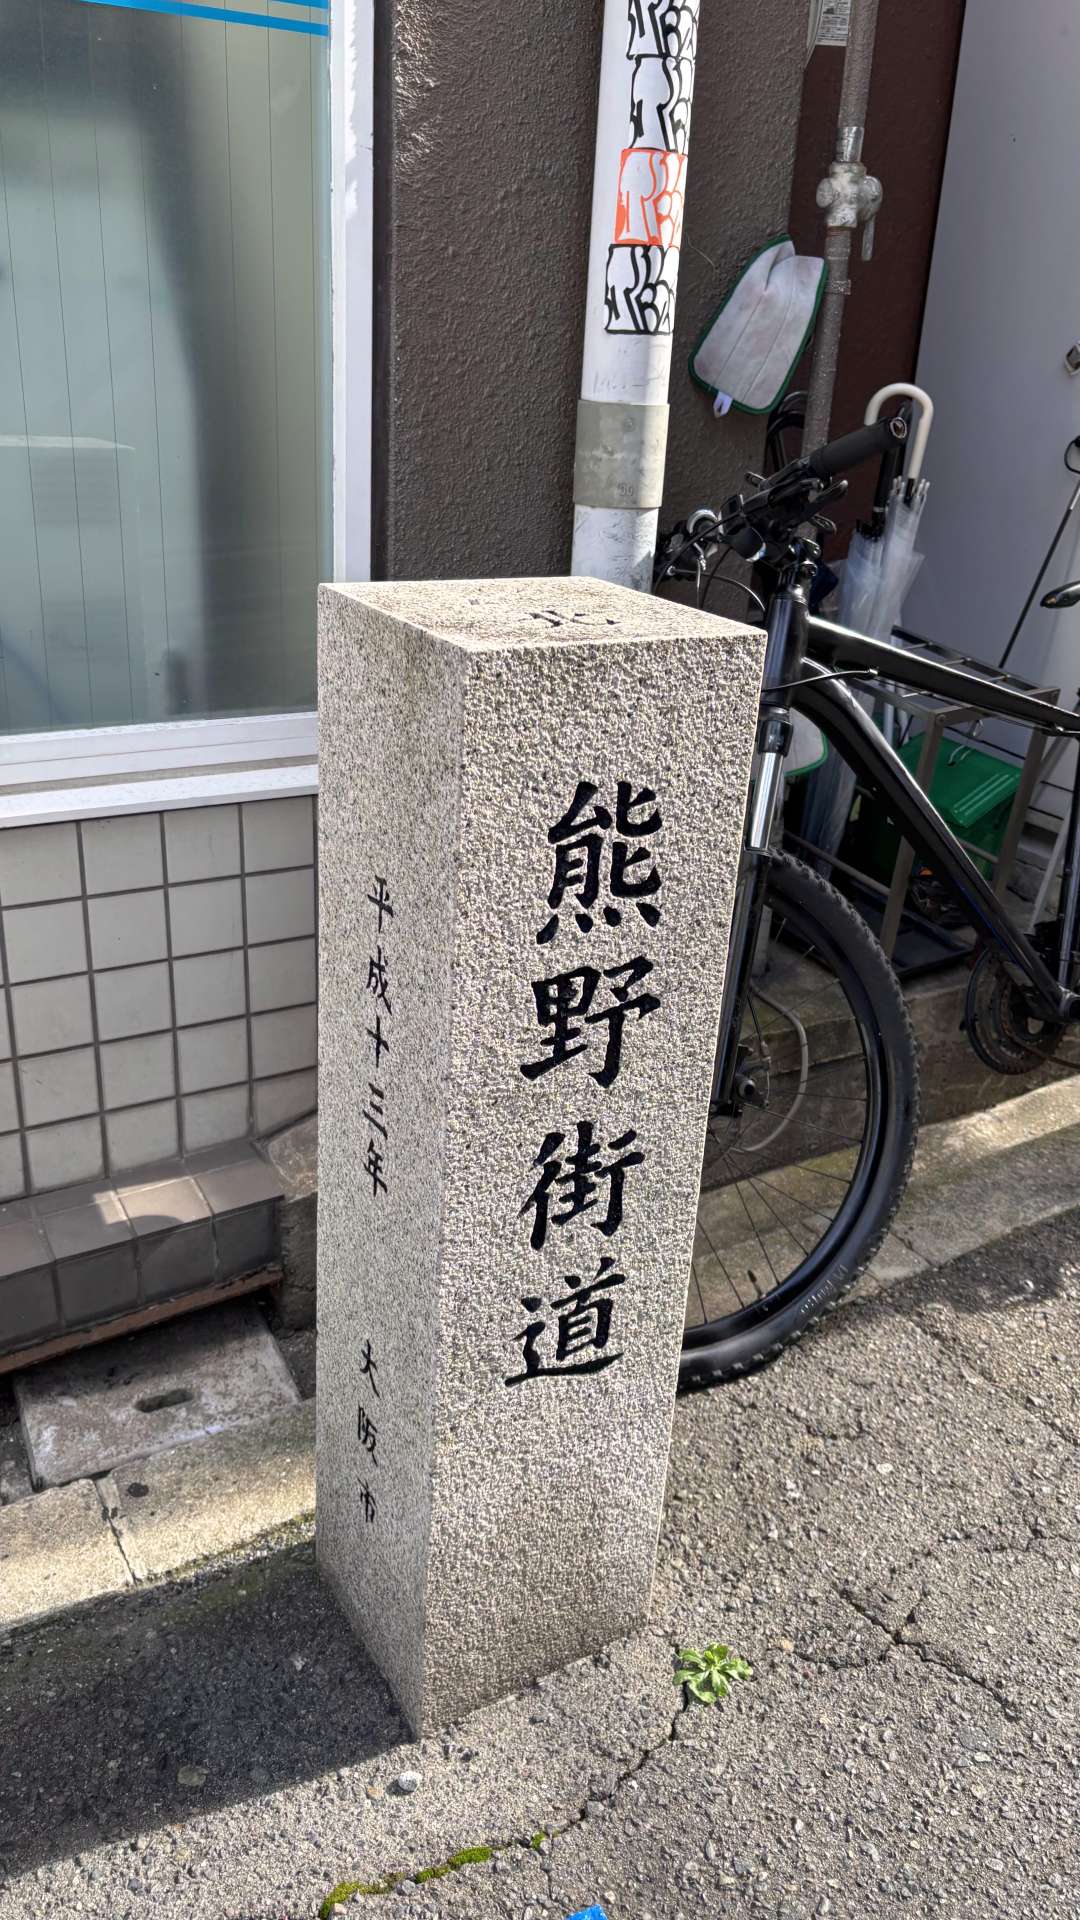 北
熊野街道
平成十三年 大阪市